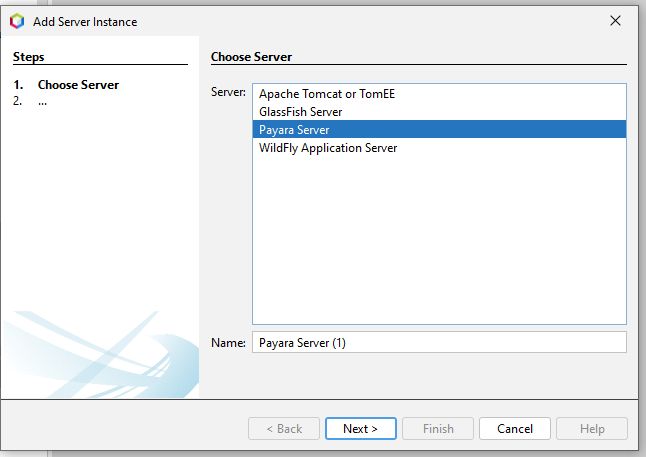 Add Server Instance
Steps
1. Choose Server
2. ...
Choose Server
Server:
Apache Tomcat or TomEE
GlassFish Server
Payara Server
WildFly Application Server
Name: Payara Server (1)
< Back Next > Finish Cancel Help